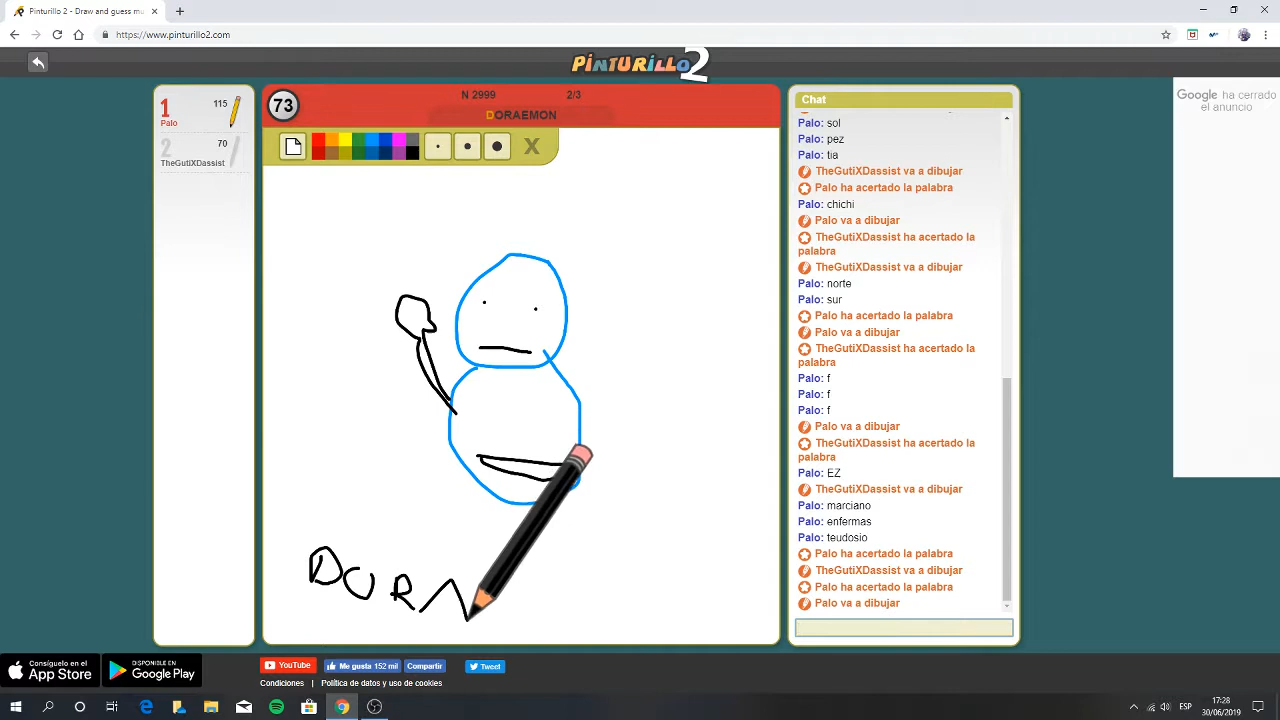 Pinturillo 2 - Draw and guess mu
https://www.pinturillo2.com
PiNTURiLLO2
1
115
Palo
2
70
TheGutiXDassist
73
N 2999
2/3
DORAEMON
X
DORA
Chat
Palo: sol
Palo: pez
Palo: tia
TheGutiXDassist va a dibujar
Palo ha acertado la palabra
Palo: chichi
Palo va a dibujar
TheGutiXDassist ha acertado la
palabra
TheGutiXDassist va a dibujar
Palo: norte
Palo: sur
Palo ha acertado la palabra
Palo va a dibujar
TheGutiXDassist ha acertado la
palabra
Palo: f
Palo: f
Palo: f
Palo va a dibujar
TheGutiXDassist ha acertado la
palabra
Palo: EZ
TheGutiXDassist va a dibujar
Palo: marciano
Palo: enfermas
Palo: teudosio
Palo ha acertado la palabra
TheGutiXDassist va a dibujar
Palo ha acertado la palabra
Palo va a dibujar
Google ha cerrado
el anuncio
Consíguelo en el
App Store
DISPONIBLE EN
Google Play
YouTube
Me gusta 152 mil
Compartir
Tweet
Condiciones | Política de datos y uso de cookies
ESP
17:28
30/06/2019